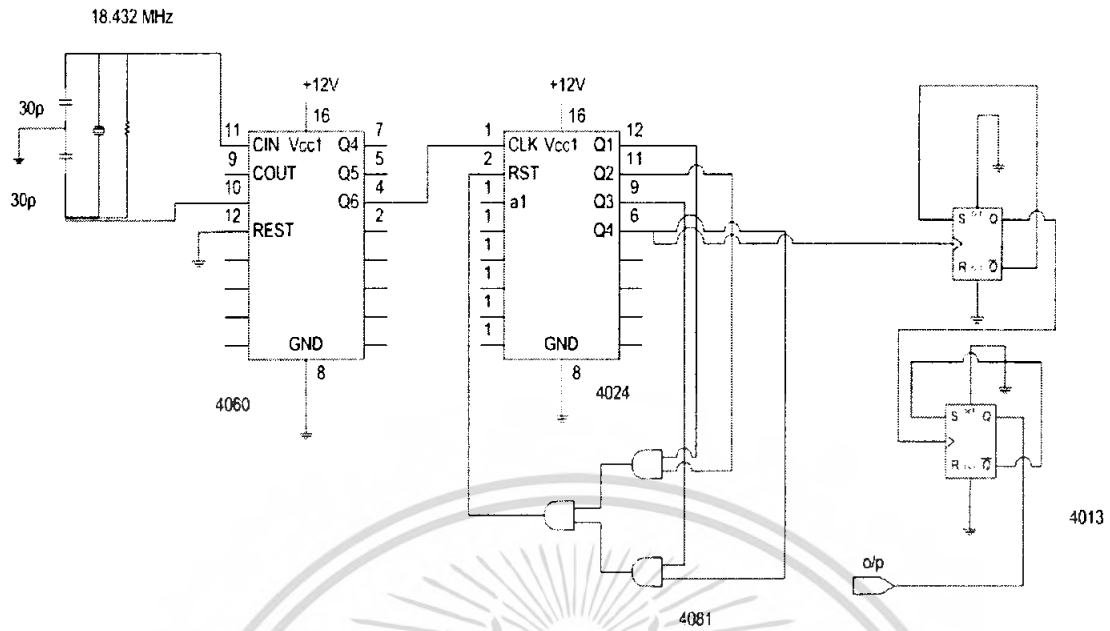 18.432 MHz
30p
30p
+12V
16
11 CIN Vcc1 Q4 7
9 COUT Q5 5
10 Q6 4
12 REST 2
GND
8
4060
+12V
16
1 CLK Vcc1 Q1 12
2 RST Q2 11
1 a1 Q3 9
1 Q4 6
1
1
1
1
GND
8
4024
4081
S Q
R Q
S Q
R Q
4013
o/p